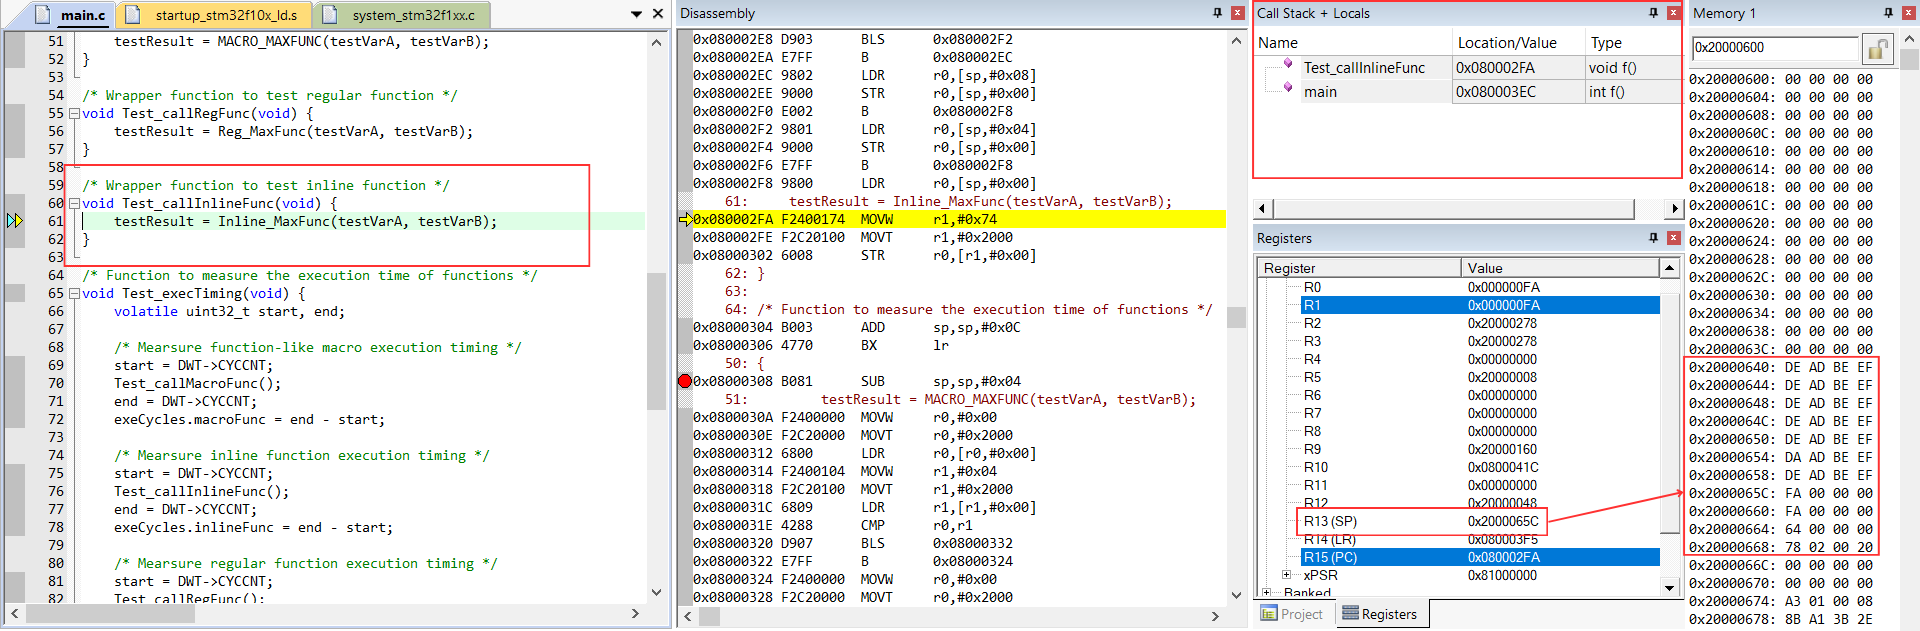 main.c
startup_stm32f10x_ld.s
system_stm32f1xx.c
51 testResult = MACRO_MAXFUNC(testVarA, testVarB);
52 }
53
54 /* Wrapper function to test regular function */
55 void Test_callRegFunc(void) {
56 testResult = Reg_MaxFunc(testVarA, testVarB);
57 }
58
59 /* Wrapper function to test inline function */
60 void Test_callInlineFunc(void) {
61 testResult = Inline_MaxFunc(testVarA, testVarB);
62 }
63
64 /* Function to measure the execution time of functions */
65 void Test_execTiming(void) {
66 volatile uint32_t start, end;
67
68 /* Mearsure function-like macro execution timing */
69 start = DWT->CYCCNT;
70 Test_callMacroFunc();
71 end = DWT->CYCCNT;
72 exeCycles.macroFunc = end - start;
73
74 /* Mearsure inline function execution timing */
75 start = DWT->CYCCNT;
76 Test_callInlineFunc();
77 end = DWT->CYCCNT;
78 exeCycles.inlineFunc = end - start;
79
80 /* Mearsure regular function execution timing */
81 start = DWT->CYCCNT;
82 Test_callRegFunc();
Disassembly
0x080002E8 D903 BLS 0x080002F2
0x080002EA E7FF B 0x080002EC
0x080002EC 9802 LDR r0,[sp,#0x08]
0x080002EE 9000 STR r0,[sp,#0x00]
0x080002F0 E002 B 0x080002F8
0x080002F2 9801 LDR r0,[sp,#0x04]
0x080002F4 9000 STR r0,[sp,#0x00]
0x080002F6 E7FF B 0x080002F8
0x080002F8 9800 LDR r0,[sp,#0x00]
61: testResult = Inline_MaxFunc(testVarA, testVarB);
0x080002FA F2400174 MOVW r1,#0x74
0x080002FE F2C20100 MOVT r1,#0x2000
0x08000302 6008 STR r0,[r1,#0x00]
62: }
63:
64: /* Function to measure the execution time of functions */
0x08000304 B003 ADD sp,sp,#0x0C
0x08000306 4770 BX lr
50: {
0x08000308 B081 SUB sp,sp,#0x04
51: testResult = MACRO_MAXFUNC(testVarA, testVarB);
0x0800030A F2400000 MOVW r0,#0x00
0x0800030E F2C20000 MOVT r0,#0x2000
0x08000312 6800 LDR r0,[r0,#0x00]
0x08000314 F2400104 MOVW r1,#0x04
0x08000318 F2C20100 MOVT r1,#0x2000
0x0800031C 6809 LDR r1,[r1,#0x00]
0x0800031E 4288 CMP r0,r1
0x08000320 D907 BLS 0x08000332
0x08000322 E7FF B 0x08000324
0x08000324 F2400000 MOVW r0,#0x00
0x08000328 F2C20000 MOVT r0,#0x2000
Call Stack + Locals
Name Location/Value Type
Test_callInlineFunc 0x080002FA void f()
main 0x080003EC int f()
Registers
Register Value
R0 0x000000FA
R1 0x000000FA
R2 0x20000278
R3 0x20000278
R4 0x00000000
R5 0x20000008
R6 0x00000000
R7 0x00000000
R8 0x00000000
R9 0x20000160
R10 0x0800041C
R11 0x00000000
R12 0x20000048
R13 (SP) 0x2000065C
R14 (LR) 0x080003F5
R15 (PC) 0x080002FA
xPSR 0x81000000
Banked
Project Registers
Memory 1
0x20000600
0x20000600: 00 00 00 00
0x20000604: 00 00 00 00
0x20000608: 00 00 00 00
0x2000060C: 00 00 00 00
0x20000610: 00 00 00 00
0x20000614: 00 00 00 00
0x20000618: 00 00 00 00
0x2000061C: 00 00 00 00
0x20000620: 00 00 00 00
0x20000624: 00 00 00 00
0x20000628: 00 00 00 00
0x2000062C: 00 00 00 00
0x20000630: 00 00 00 00
0x20000634: 00 00 00 00
0x20000638: 00 00 00 00
0x2000063C: 00 00 00 00
0x20000640: DE AD BE EF
0x20000644: DE AD BE EF
0x20000648: DE AD BE EF
0x2000064C: DE AD BE EF
0x20000650: DE AD BE EF
0x20000654: DA AD BE EF
0x20000658: DE AD BE EF
0x2000065C: FA 00 00 00
0x20000660: FA 00 00 00
0x20000664: 64 00 00 00
0x20000668: 78 02 00 20
0x2000066C: 00 00 00 00
0x20000670: 00 00 00 00
0x20000674: A3 01 00 08
0x20000678: 8B A1 3B 2E